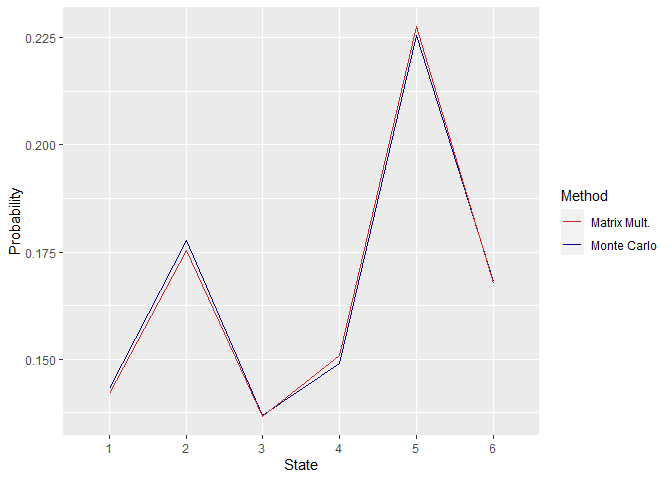 0.225
0.200
0.175
0.150
Probability
1 2 3 4 5 6
State
Method
Matrix Mult.
Monte Carlo